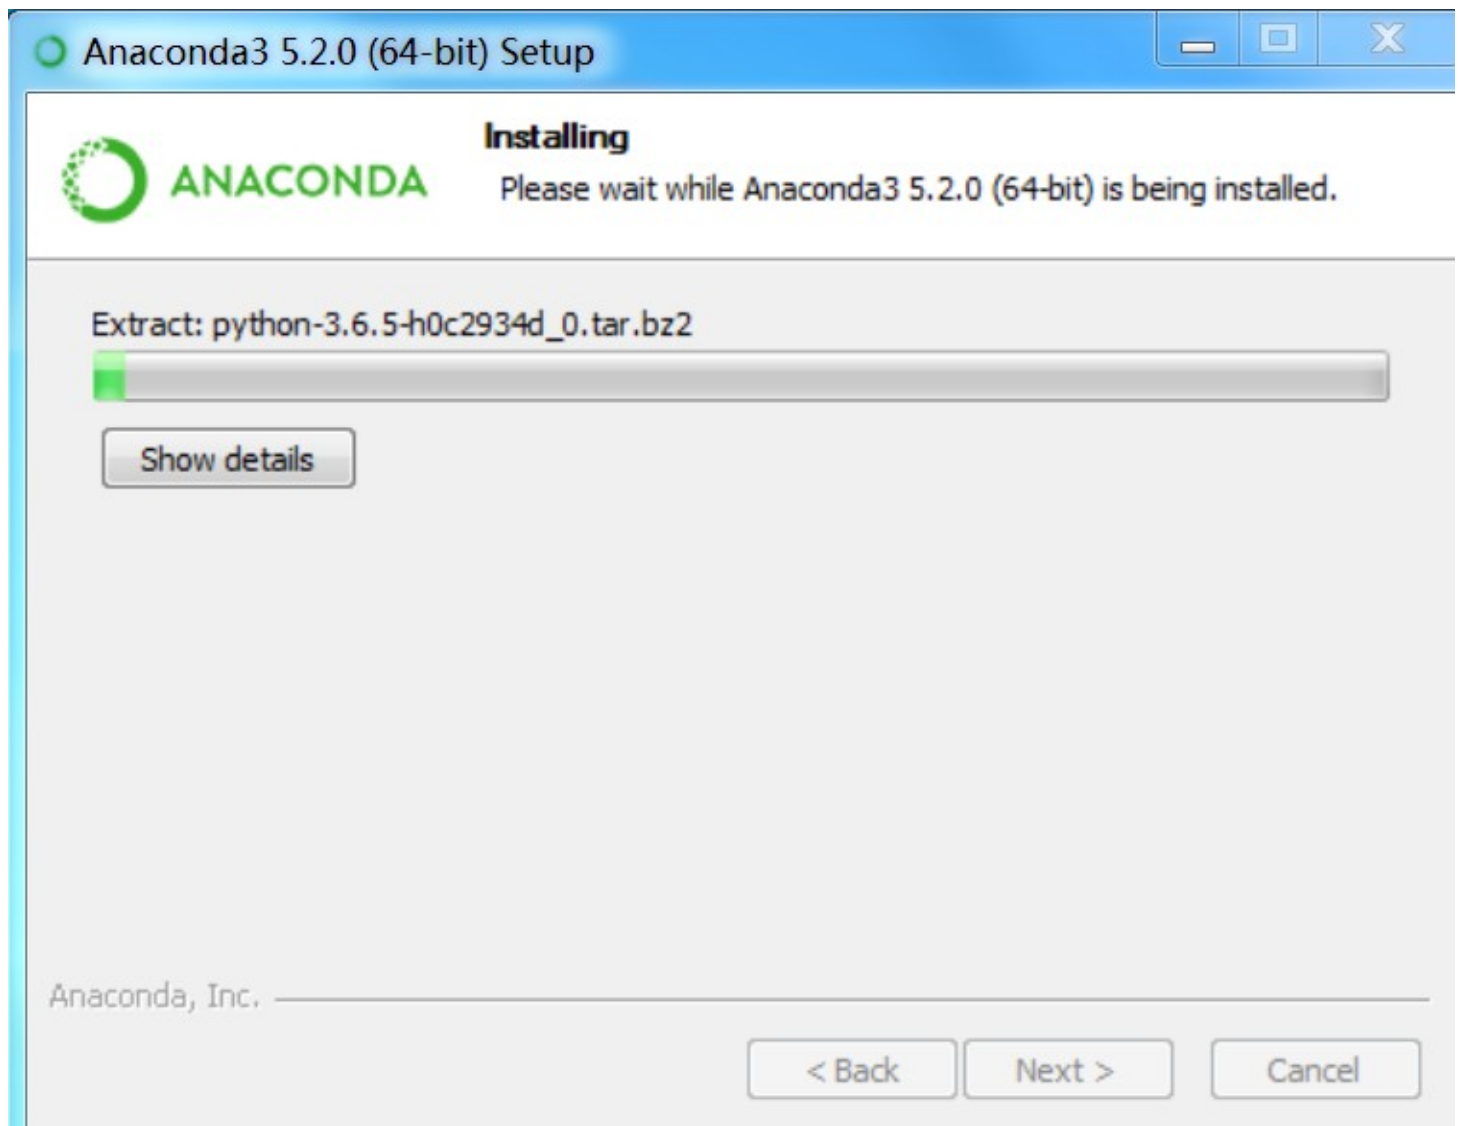 Anaconda3 5.2.0 (64-bit) Setup
ANACONDA
Installing
Please wait while Anaconda3 5.2.0 (64-bit) is being installed.
Extract: python-3.6.5-h0c2934d_0.tar.bz2
Show details
Anaconda, Inc.
< Back
Next >
Cancel